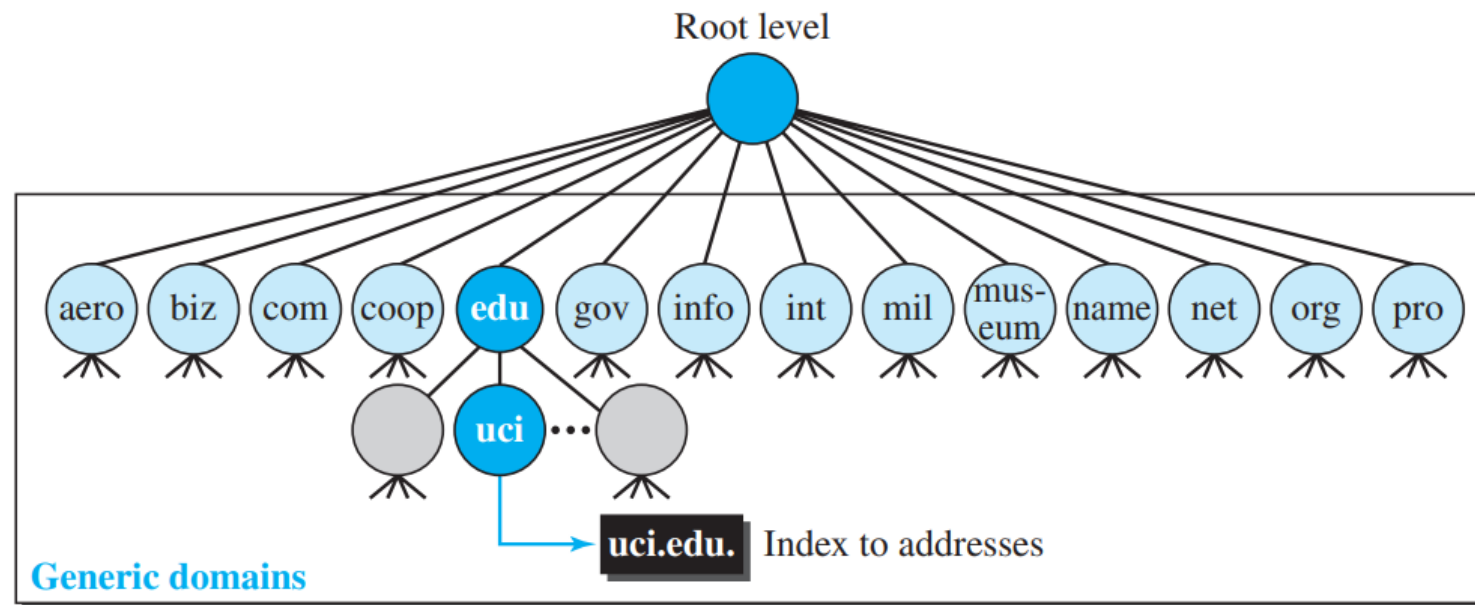 Root level
aero biz com coop edu gov info int mil mus-
eum name net org pro
uci
uci.edu. Index to addresses
Generic domains